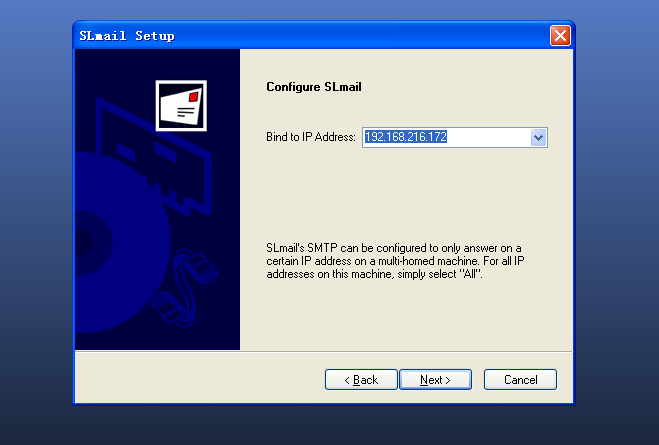 SLmail Setup
Configure SLmail
Bind to IP Address: 192.168.216.172
SLmail's SMTP can be configured to only answer on a
certain IP address on a multi-homed machine. For all IP
addresses on this machine, simply select "All".
< Back Next > Cancel